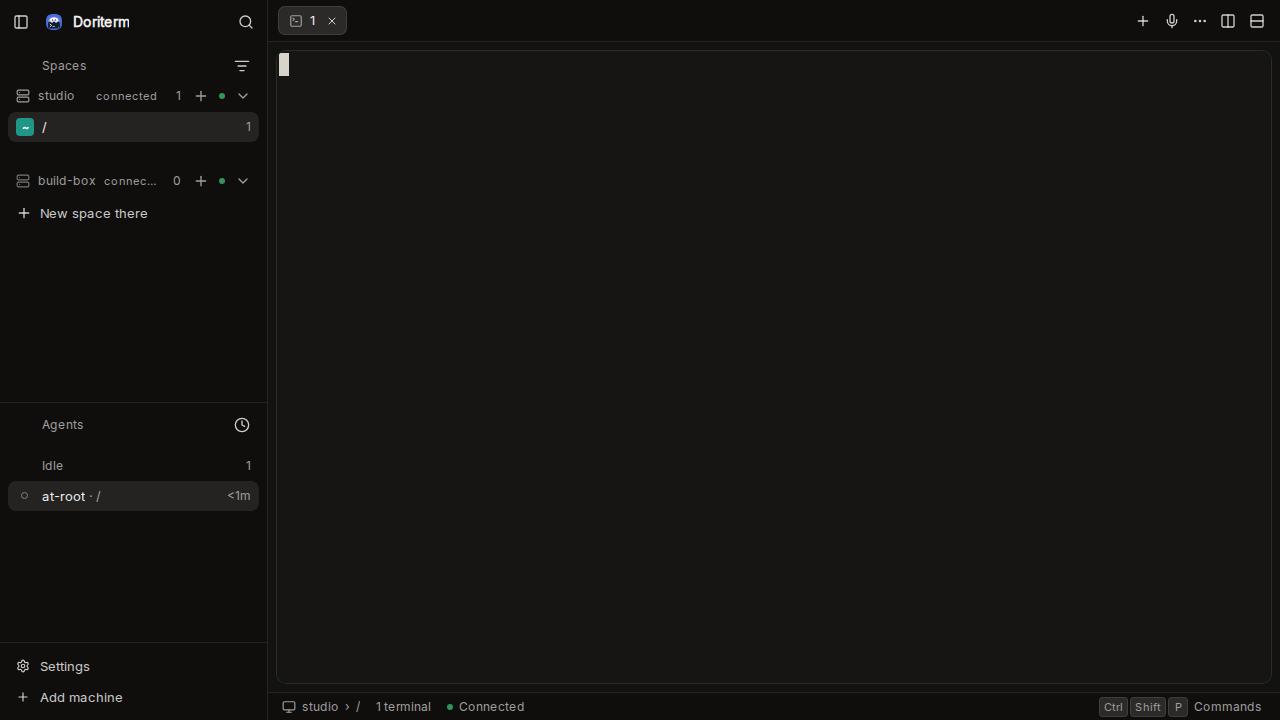 Doriterm
1
Spaces
studio connected 1
~ / 1
build-box connec... 0
New space there
Agents
Idle 1
at-root · / <1m
Settings
Add machine
studio › / 1 terminal Connected
Ctrl Shift P Commands